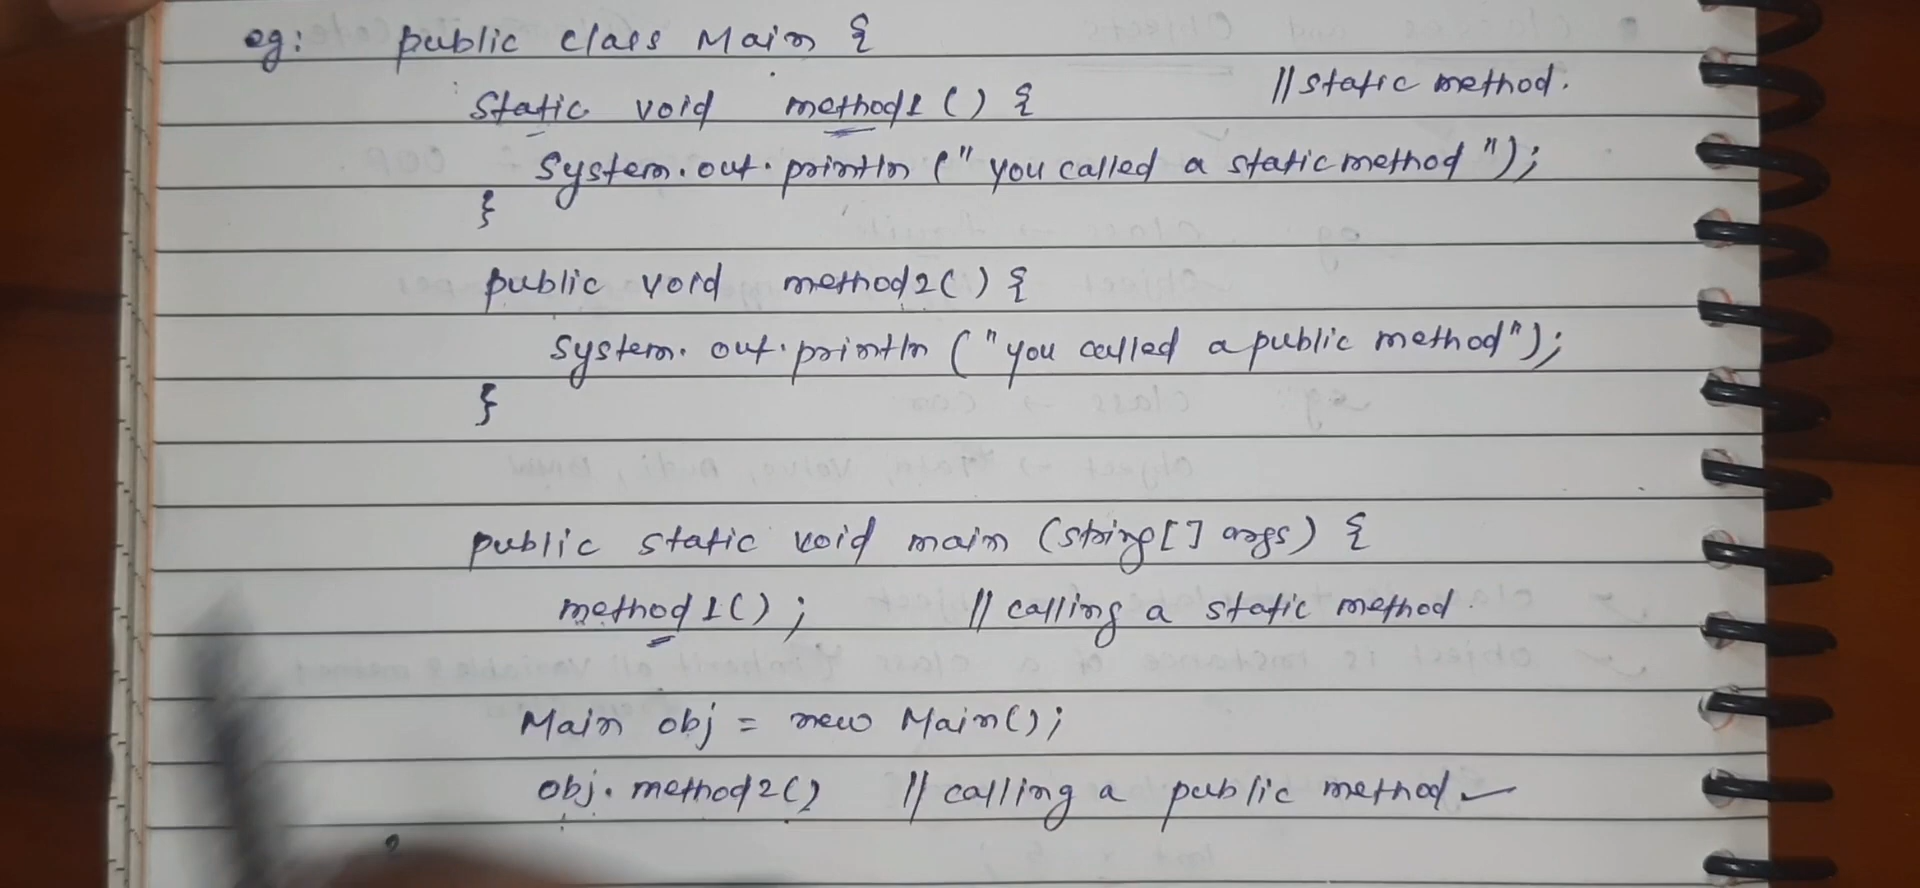 eg: public class Main {
static void method1 () { // static method.
System.out.println (" you called a static method ");
}
public void method2() {
System.out.println ("you called a public method");
}
public static void main (string[] args) {
method1(); // calling a static method.
Main obj = new Main();
obj.method2() // calling a public method